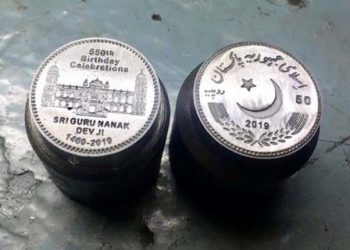 550th
Birthday
Celebrations
SRI GURU NANAK
DEV JI
1469-2019
اسلامی جمہوریہ پاکستان
50
2019